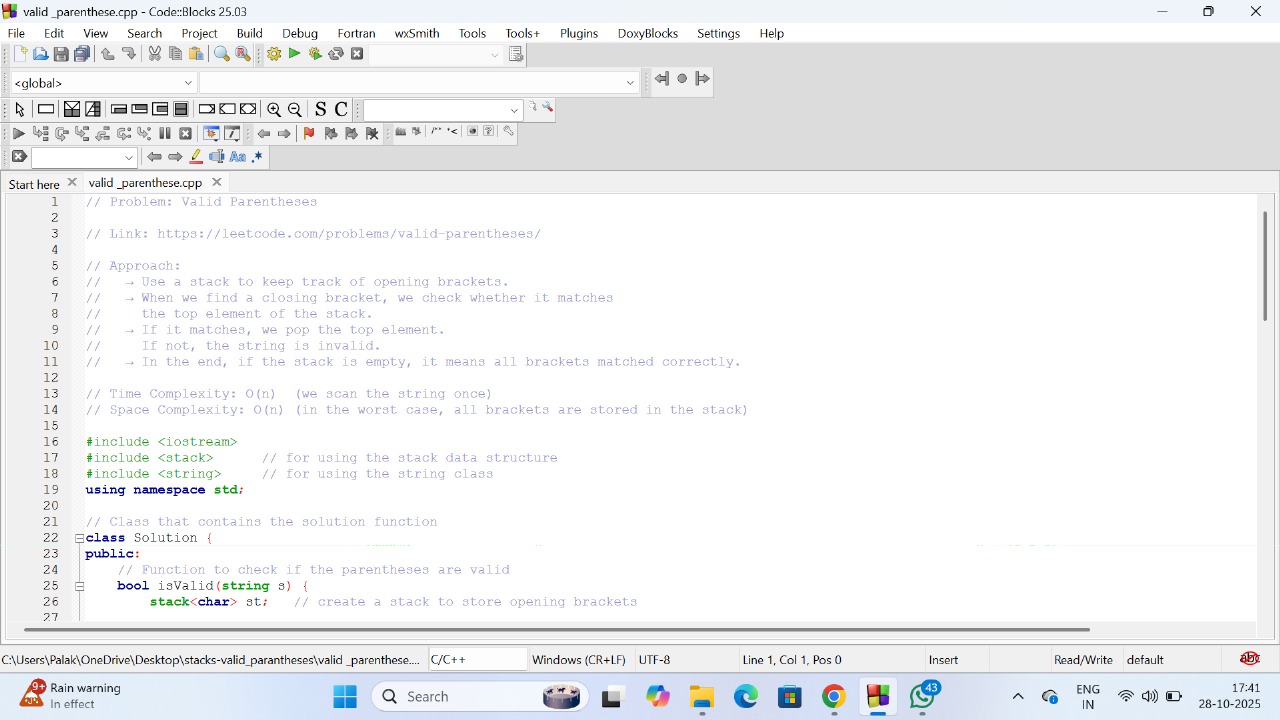 valid _parenthese.cpp - Code::Blocks 25.03
File Edit View Search Project Build Debug Fortran wxSmith Tools Tools+ Plugins DoxyBlocks Settings Help
<global>
S C
Aa .*
Start here valid _parenthese.cpp
1 // Problem: Valid Parentheses
2
3 // Link: https://leetcode.com/problems/valid-parentheses/
4
5 // Approach:
6 // → Use a stack to keep track of opening brackets.
7 // → When we find a closing bracket, we check whether it matches
8 // the top element of the stack.
9 // → If it matches, we pop the top element.
10 // If not, the string is invalid.
11 // → In the end, if the stack is empty, it means all brackets matched correctly.
12
13 // Time Complexity: O(n) (we scan the string once)
14 // Space Complexity: O(n) (in the worst case, all brackets are stored in the stack)
15
16 #include <iostream>
17 #include <stack> // for using the stack data structure
18 #include <string> // for using the string class
19 using namespace std;
20
21 // Class that contains the solution function
22 class Solution {
23 public:
24 // Function to check if the parentheses are valid
25 bool isValid(string s) {
26 stack<char> st; // create a stack to store opening brackets
27
C:\Users\Palak\OneDrive\Desktop\stacks-valid_parantheses\valid _parenthese.... C/C++ Windows (CR+LF) UTF-8 Line 1, Col 1, Pos 0 Insert Read/Write default abc
9+ Rain warning
In effect
Search
43
ENG
IN
17:41
28-10-2025